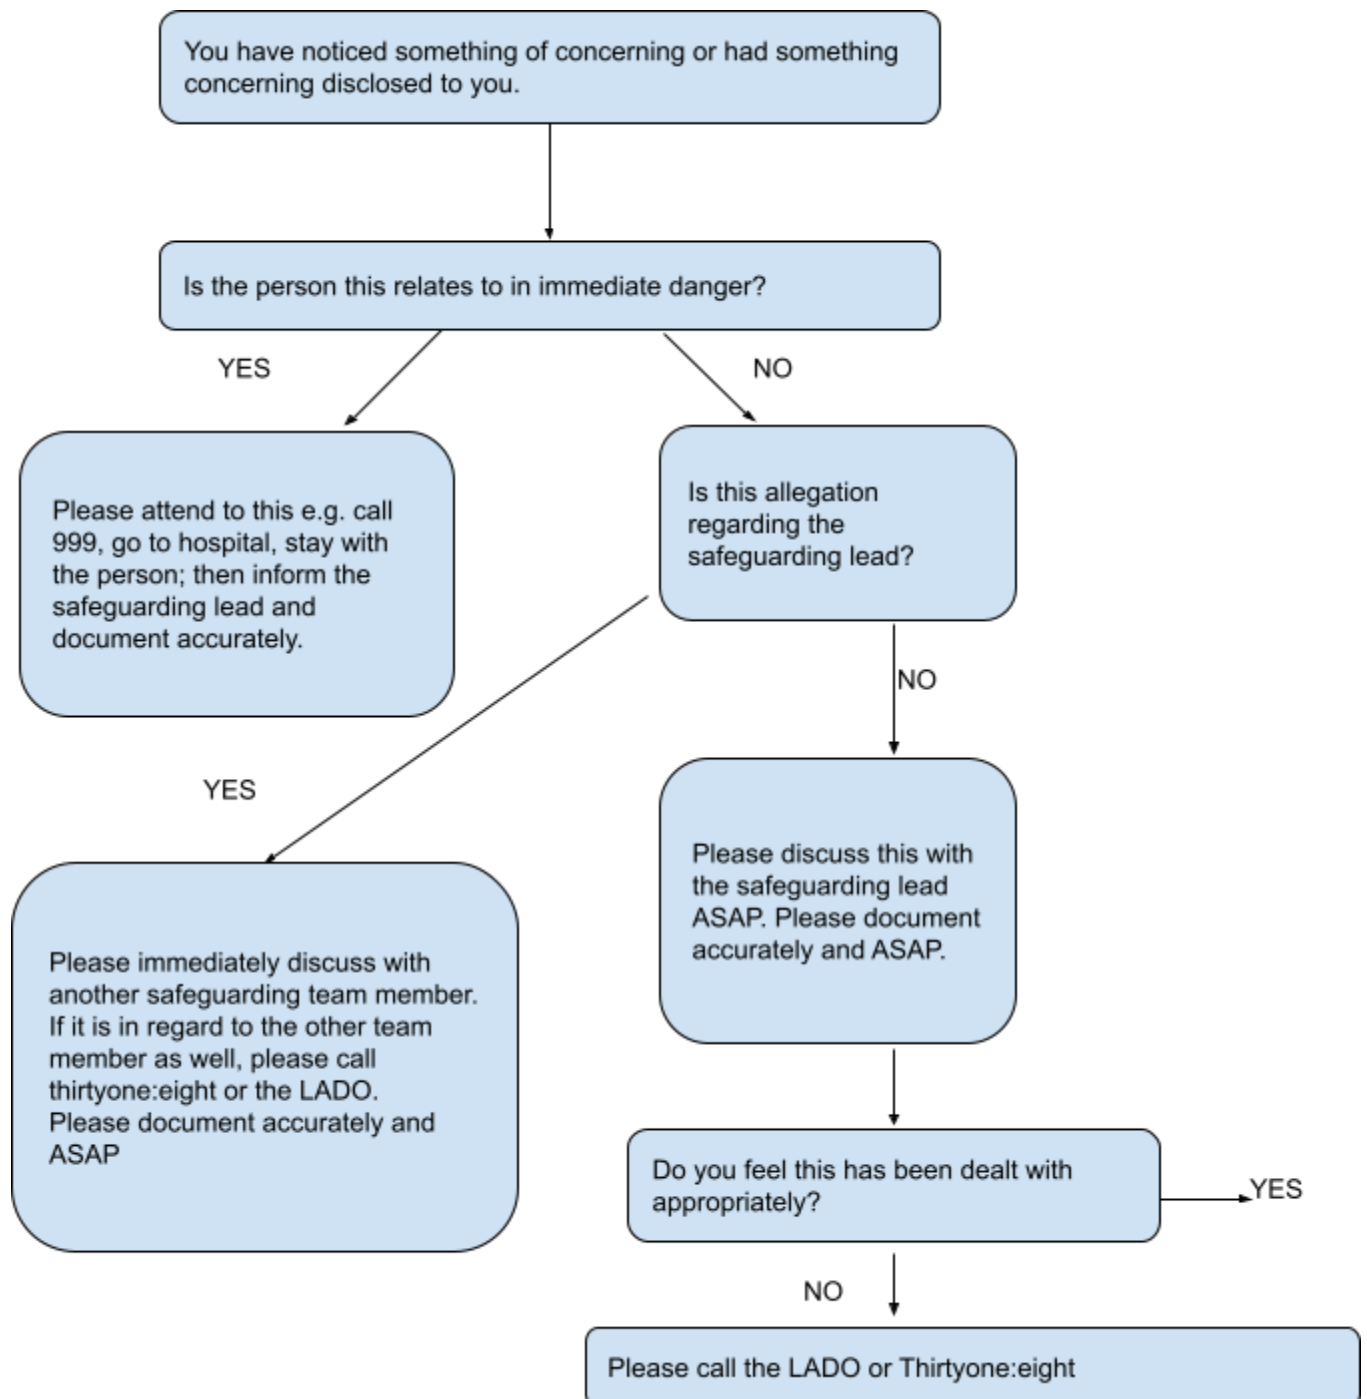 You have noticed something of concerning or had something
concerning disclosed to you.
Is the person this relates to in immediate danger?
YES
NO
Please attend to this e.g. call
999, go to hospital, stay with
the person; then inform the
safeguarding lead and
document accurately.
Is this allegation
regarding the
safeguarding lead?
NO
YES
Please discuss this with
the safeguarding lead
ASAP. Please document
accurately and ASAP.
Please immediately discuss with
another safeguarding team member.
If it is in regard to the other team
member as well, please call
thirtyone:eight or the LADO.
Please document accurately and
ASAP
Do you feel this has been dealt with
appropriately?
YES
NO
Please call the LADO or Thirtyone:eight